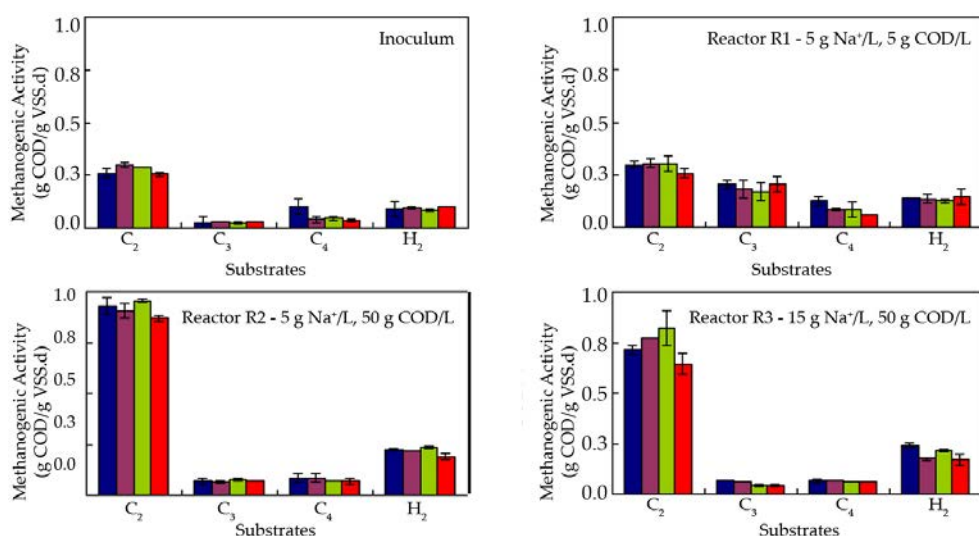 Inoculum
Methanogenic Activity
(g COD/g VSS.d)
1.0
0.8
0.5
0.3
0.0
C₂ C₃ C₄ H₂
Substrates
Reactor R1 - 5 g Na⁺/L, 5 g COD/L
Methanogenic Activity
(g COD/g VSS.d)
1.0
0.8
0.5
0.3
0.0
C₂ C₃ C₄ H₂
Substrates
Reactor R2 - 5 g Na⁺/L, 50 g COD/L
Methanogenic Activity
(g COD/g VSS.d)
1.0
0.8
0.5
0.3
0.0
C₂ C₃ C₄ H₂
Substrates
Reactor R3 - 15 g Na⁺/L, 50 g COD/L
Methanogenic Activity
(g COD/g VSS.d)
1.0
0.8
0.5
0.3
0.0
C₂ C₃ C₄ H₂
Substrates